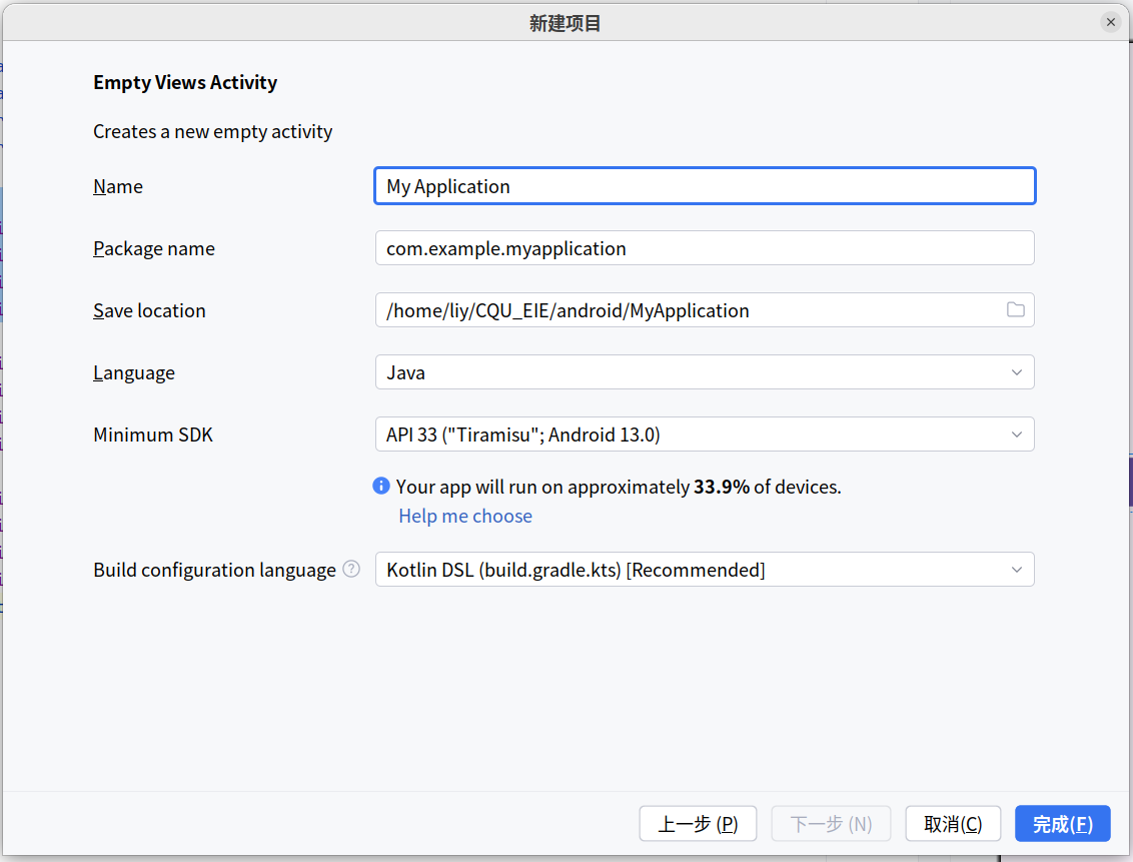 新建项目
Empty Views Activity
Creates a new empty activity
Name
My Application
Package name
com.example.myapplication
Save location
/home/liy/CQU_EIE/android/MyApplication
Language
Java
Minimum SDK
API 33 ("Tiramisu"; Android 13.0)
Your app will run on approximately 33.9% of devices.
Help me choose
Build configuration language ?
Kotlin DSL (build.gradle.kts) [Recommended]
上一步 (P) 下一步 (N) 取消(C) 完成(F)